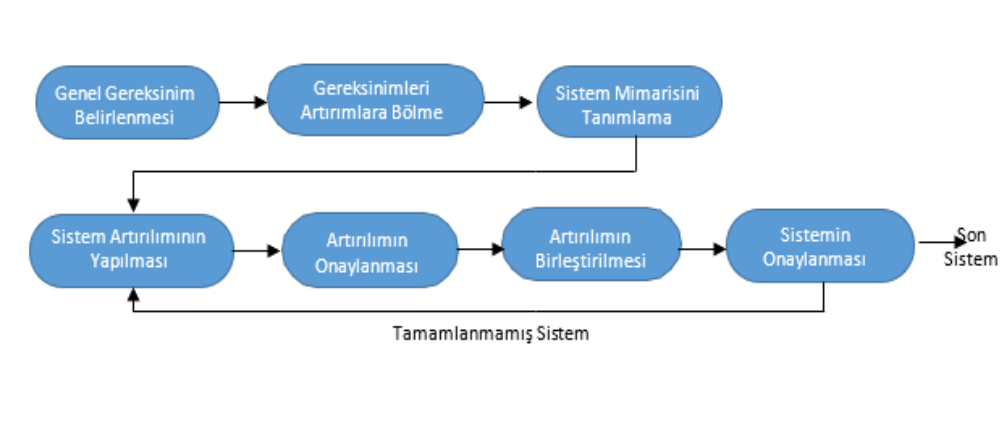 Genel Gereksinim
Belirlenmesi
Gereksinimleri
Artırımlara Bölme
Sistem Mimarisini
Tanımlama
Sistem Artırılımının
Yapılması
Artırılımın
Onaylanması
Artırılımın
Birleştirilmesi
Sistemin
Onaylanması
Son
Sistem
Tamamlanmamış Sistem